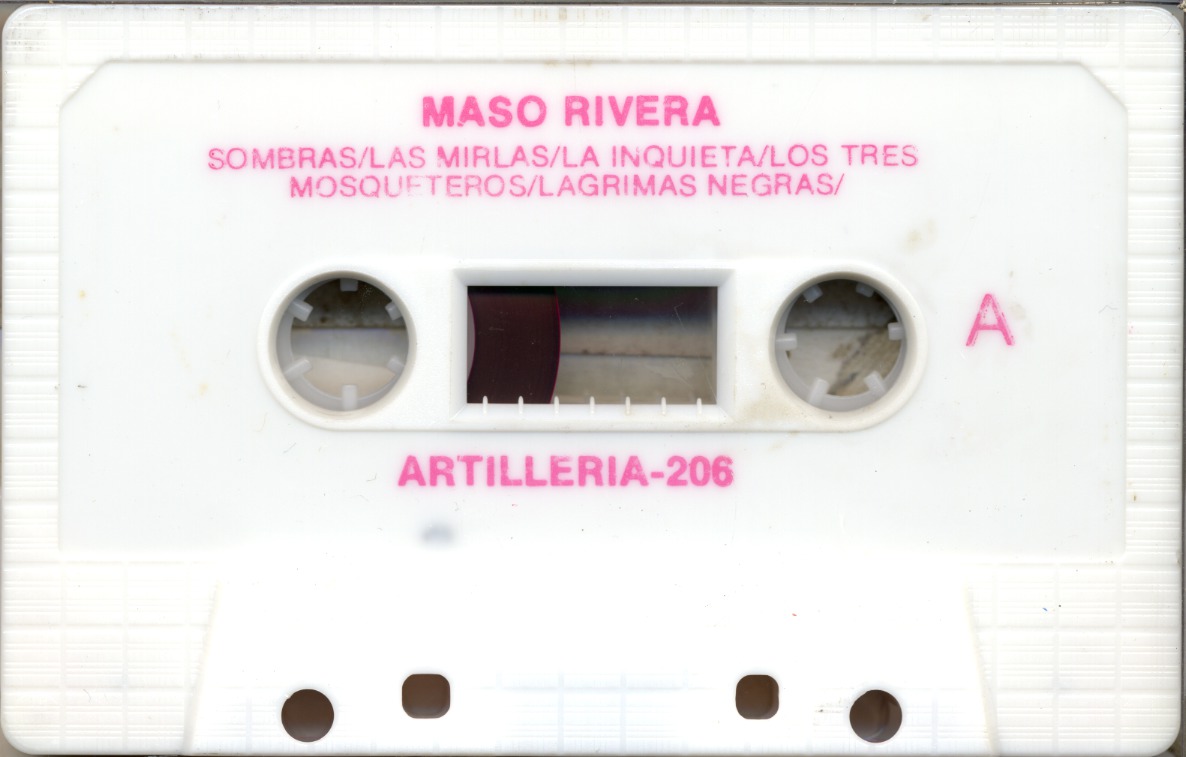 MASO RIVERA
SOMBRAS/LAS MIRLAS/LA INQUIETA/LOS TRES
MOSQUETEROS/LAGRIMAS NEGRAS/
A
ARTILLERIA-206